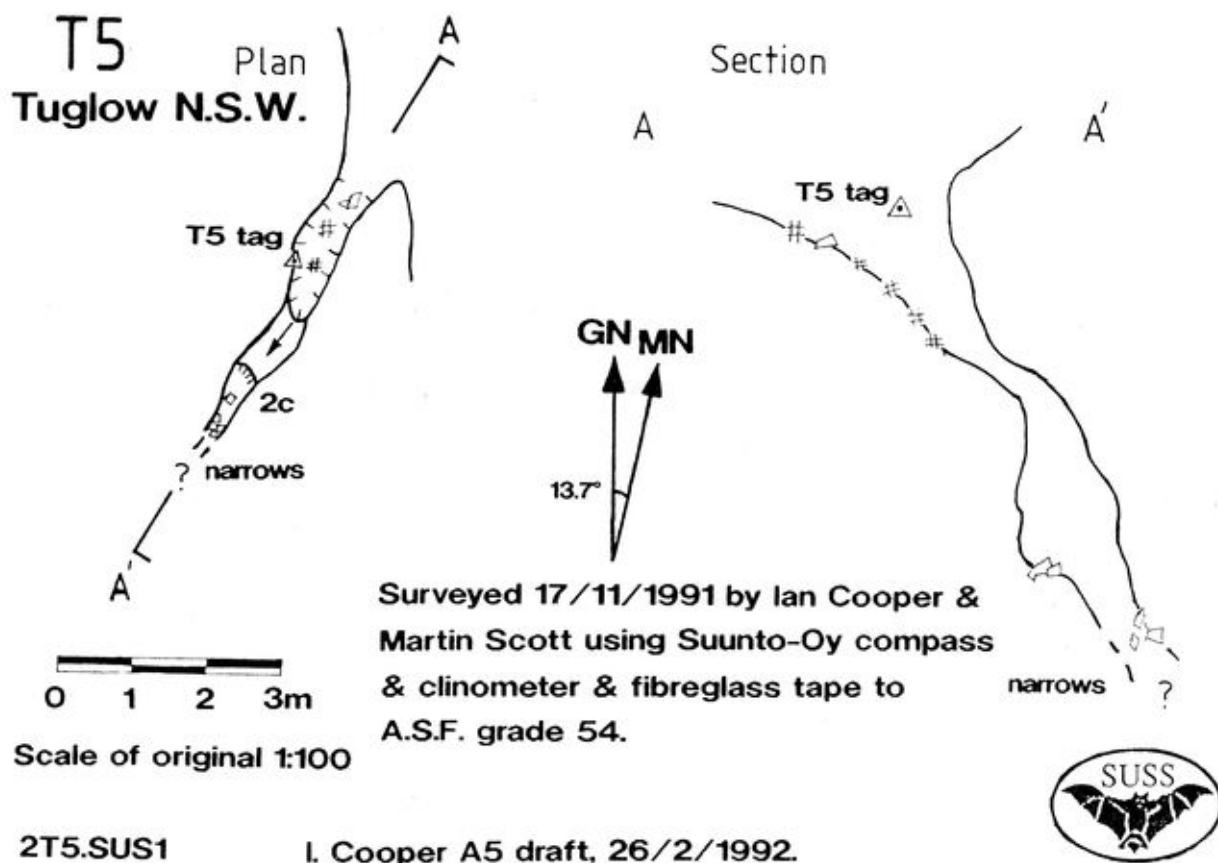 T5
Plan
Tuglow N.S.W.
A
Section
A
A'
T5 tag
T5 tag
GN MN
2c
13.7°
? narrows
A'
0 1 2 3m
Surveyed 17/11/1991 by Ian Cooper &
Martin Scott using Suunto-Oy compass
& clinometer & fibreglass tape to
A.S.F. grade 54.
narrows ?
Scale of original 1:100
SUSS
2T5.SUS1
I. Cooper A5 draft, 26/2/1992.